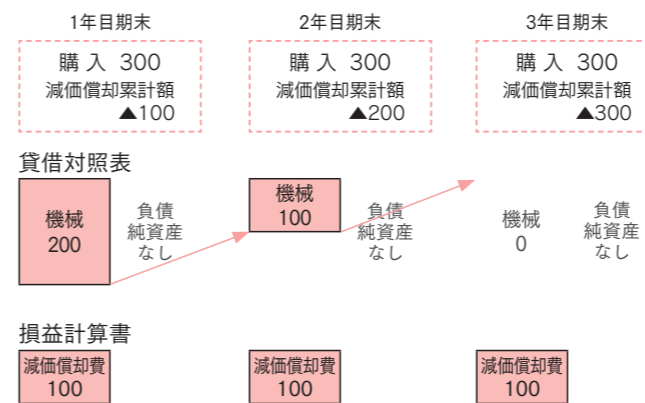 1年目期末
2年目期末
3年目期末
購 入 300
減価償却累計額
▲100
購 入 300
減価償却累計額
▲200
購 入 300
減価償却累計額
▲300
貸借対照表
機械
200
負債
純資産
なし
機械
100
負債
純資産
なし
機械
0
負債
純資産
なし
損益計算書
減価償却費
100
減価償却費
100
減価償却費
100